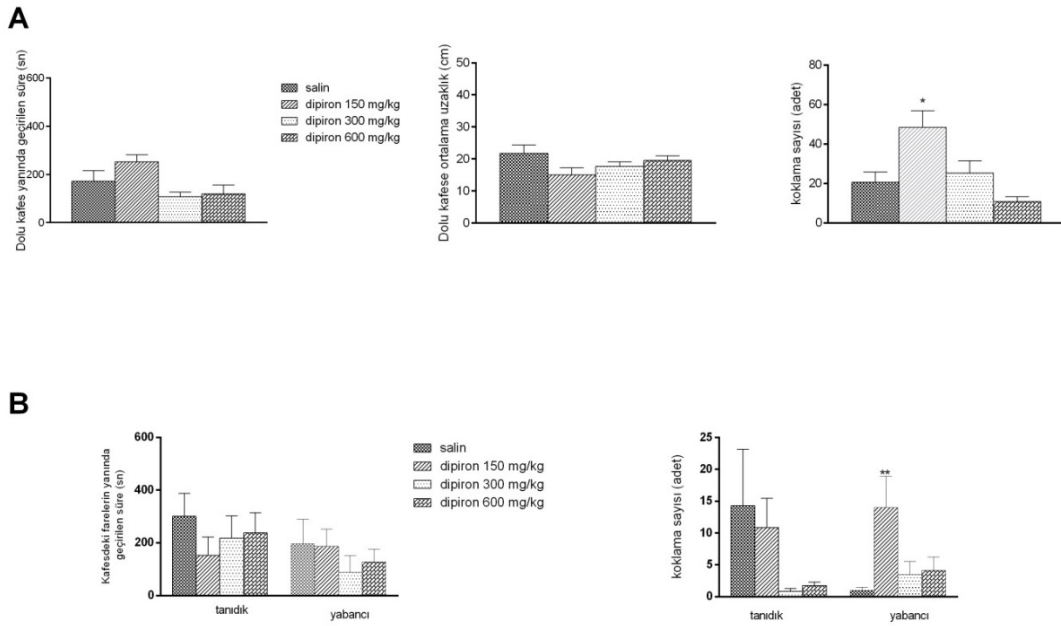 A
Dolu kafes yanında geçirilen süre (sn)
600
400
200
0
salin
dipiron 150 mg/kg
dipiron 300 mg/kg
dipiron 600 mg/kg
Dolu kafese ortalama uzaklık (cm)
50
40
30
20
10
0
koklama sayısı (adet)
80
60
40
20
0
*
B
Kafesdeki farelerin yanında
geçirilen süre (sn)
600
400
200
0
tanıdık
yabancı
salin
dipiron 150 mg/kg
dipiron 300 mg/kg
dipiron 600 mg/kg
koklama sayısı (adet)
25
20
15
10
5
0
**
tanıdık
yabancı